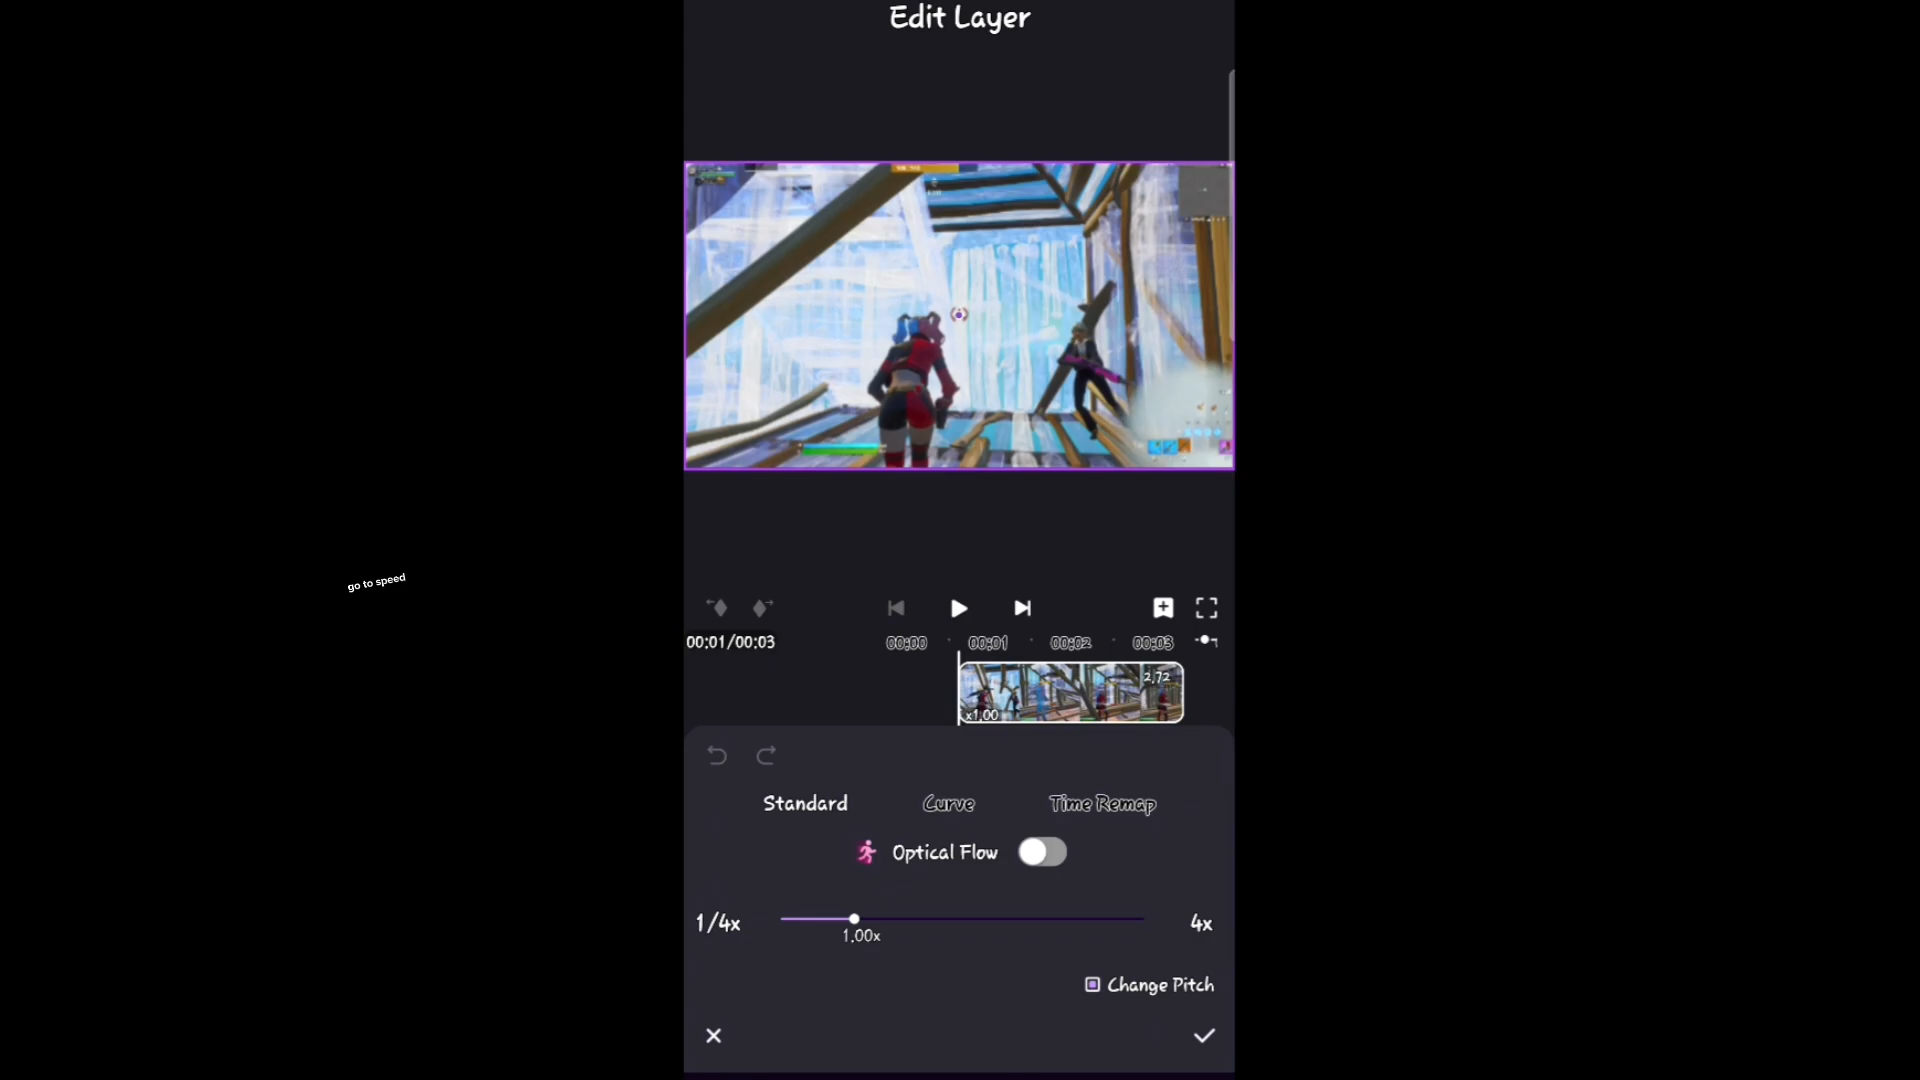 Edit Layer
go to speed
00:01/00:03
00:00
00:01
00:02
00:03
2.72
x1.00
Standard
Curve
Time Remap
Optical Flow
1/4x
4x
1.00x
Change Pitch